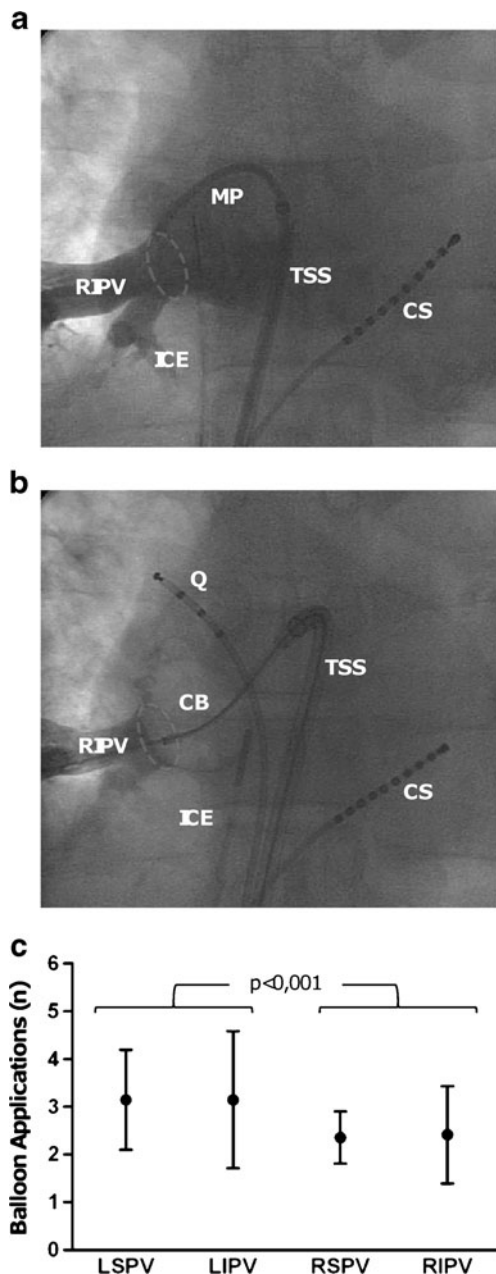 a
MP
RIPV
TSS
CS
ICE
b
Q
TSS
CB
RIPV
CS
ICE
c
Balloon Applications (n)
6
5
4
3
2
1
0
p<0,001
LSPV LIPV RSPV RIPV